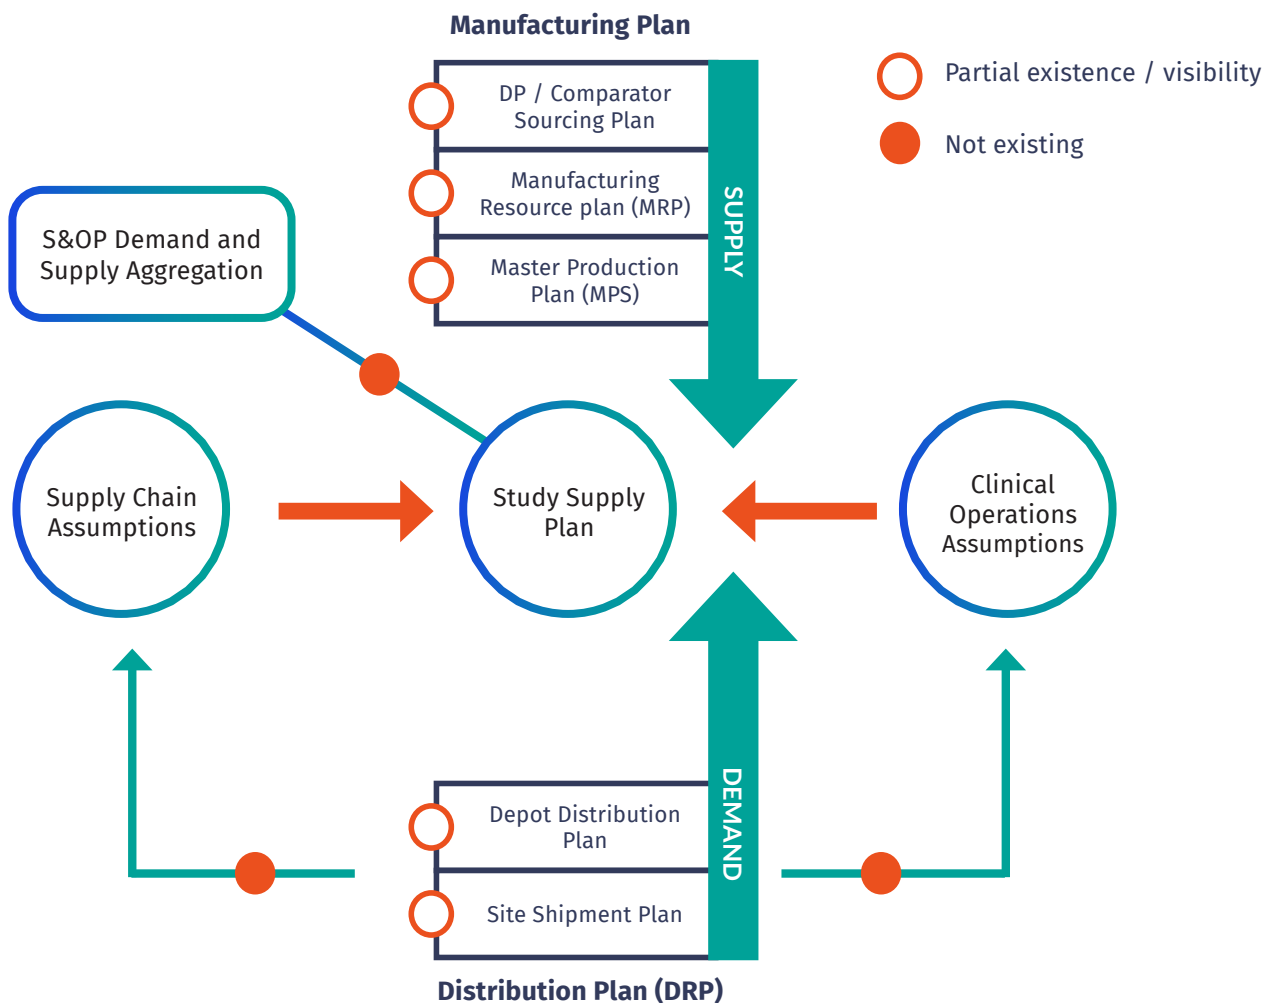 Manufacturing Plan
DP / Comparator
Sourcing Plan
Manufacturing
Resource plan (MRP)
Master Production
Plan (MPS)
SUPPLY
Partial existence / visibility
Not existing
S&OP Demand and
Supply Aggregation
Supply Chain
Assumptions
Study Supply
Plan
Clinical
Operations
Assumptions
Depot Distribution
Plan
Site Shipment Plan
DEMAND
Distribution Plan (DRP)